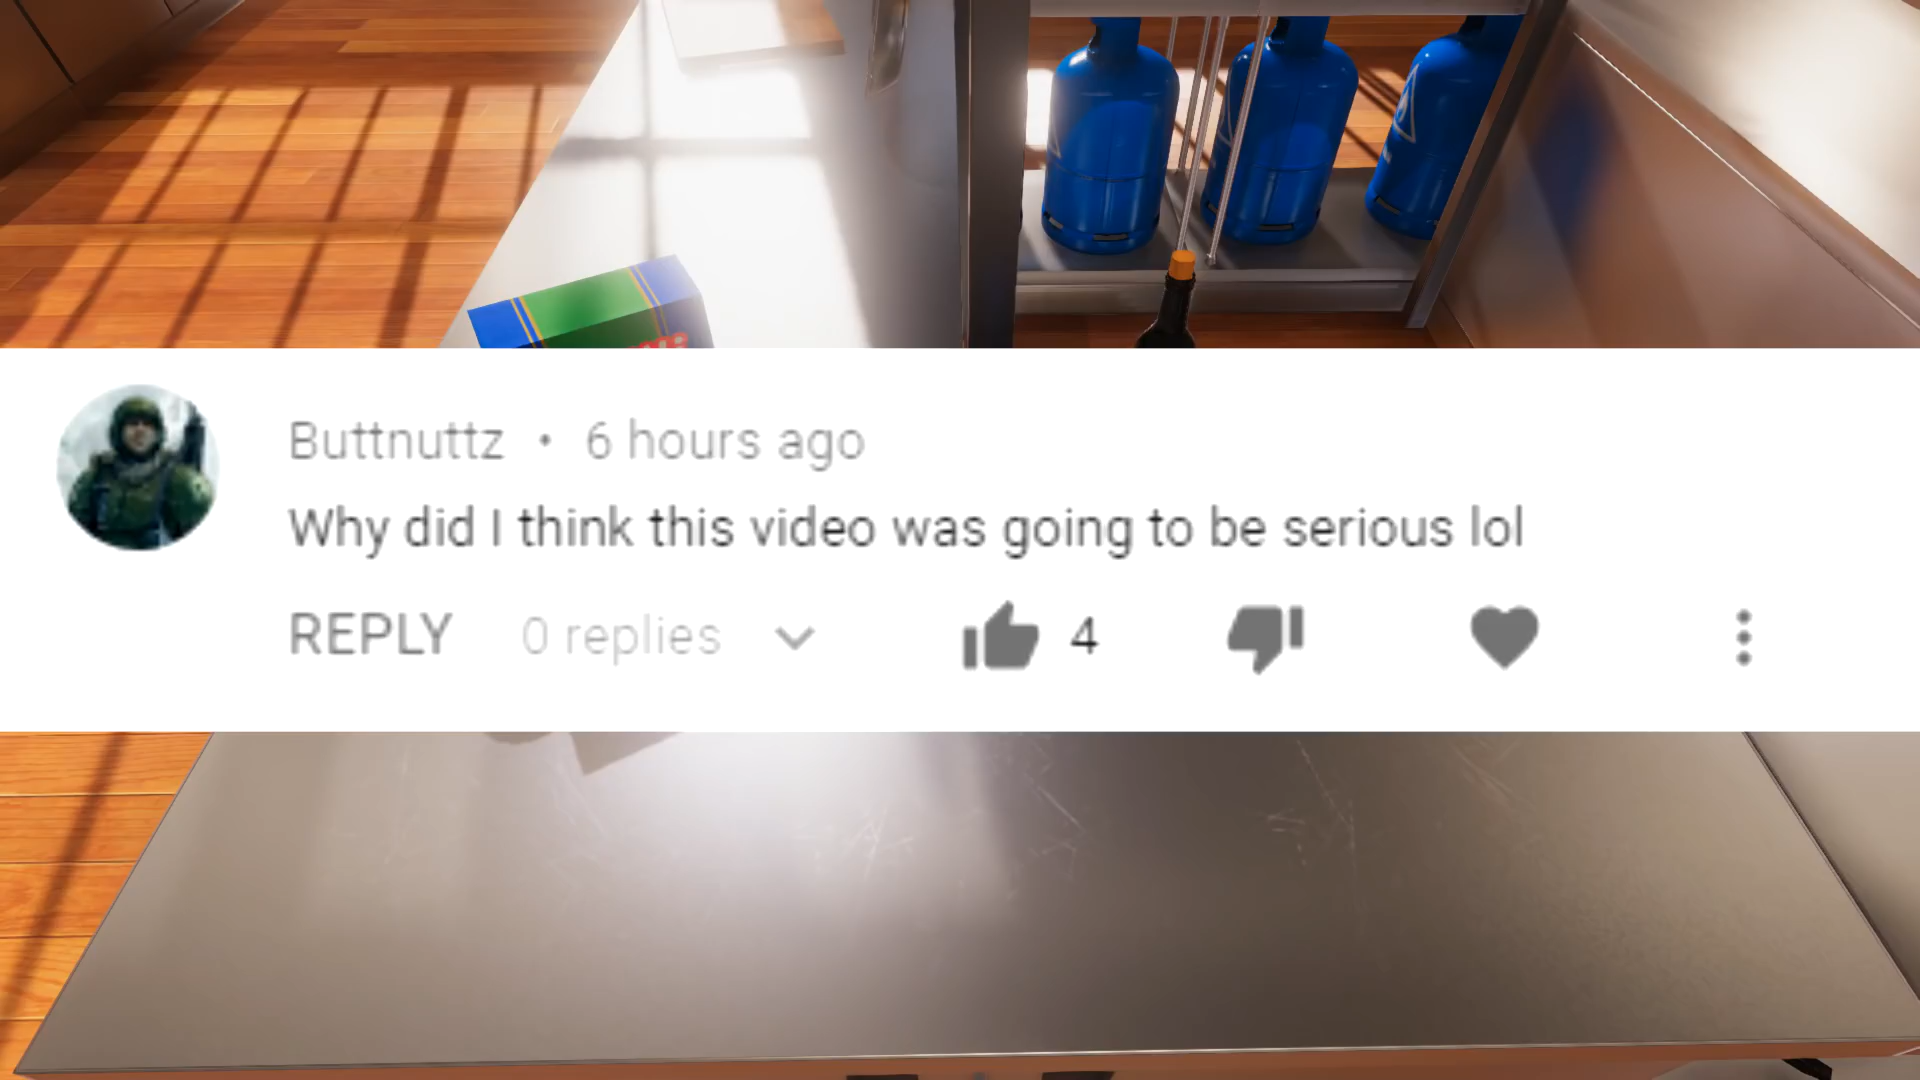 Buttnuttz • 6 hours ago
Why did I think this video was going to be serious lol
REPLY 0 replies 4